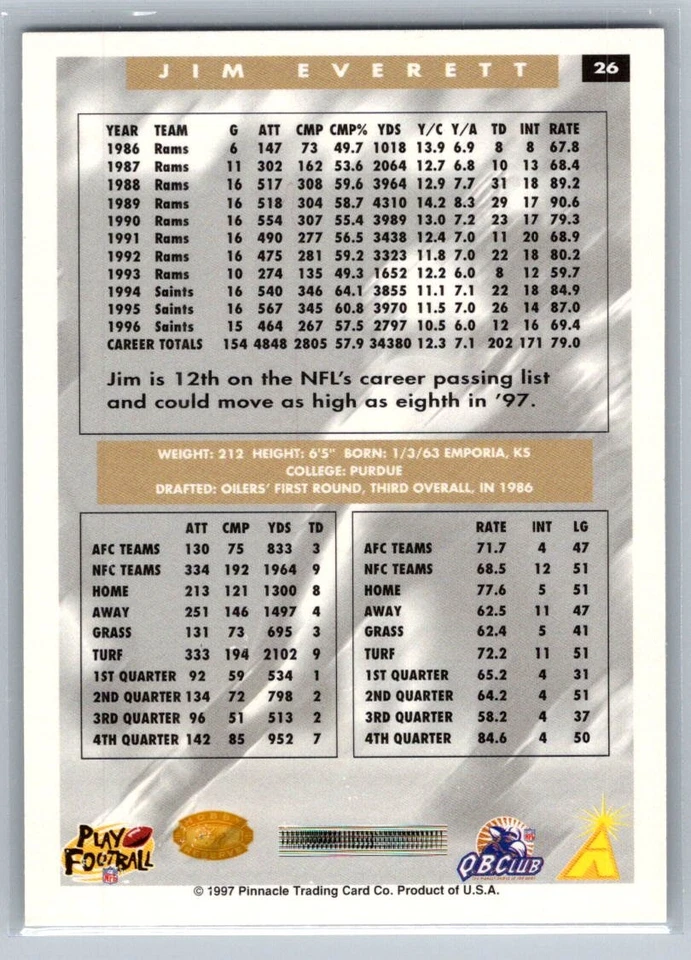 JIM EVERETT 26
YEAR TEAM G ATT CMP CMP% YDS Y/C Y/A TD INT RATE
1986 Rams 6 147 73 49.7 1018 13.9 6.9 8 8 67.8
1987 Rams 11 302 162 53.6 2064 12.7 6.8 10 13 68.4
1988 Rams 16 517 308 59.6 3964 12.9 7.7 31 18 89.2
1989 Rams 16 518 304 58.7 4310 14.2 8.3 29 17 90.6
1990 Rams 16 554 307 55.4 3989 13.0 7.2 23 17 79.3
1991 Rams 16 490 277 56.5 3438 12.4 7.0 11 20 68.9
1992 Rams 16 475 281 59.2 3323 11.8 7.0 22 18 80.2
1993 Rams 10 274 135 49.3 1652 12.2 6.0 8 12 59.7
1994 Saints 16 540 346 64.1 3855 11.1 7.1 22 18 84.9
1995 Saints 16 567 345 60.8 3970 11.5 7.0 26 14 87.0
1996 Saints 15 464 267 57.5 2797 10.5 6.0 12 16 69.4
CAREER TOTALS 154 4848 2805 57.9 34380 12.3 7.1 202 171 79.0
Jim is 12th on the NFL's career passing list
and could move as high as eighth in '97.
WEIGHT: 212 HEIGHT: 6'5" BORN: 1/3/63 EMPORIA, KS
COLLEGE: PURDUE
DRAFTED: OILERS' FIRST ROUND, THIRD OVERALL, IN 1986
ATT CMP YDS TD
AFC TEAMS 130 75 833 3
NFC TEAMS 334 192 1964 9
HOME 213 121 1300 8
AWAY 251 146 1497 4
GRASS 131 73 695 3
TURF 333 194 2102 9
1ST QUARTER 92 59 534 1
2ND QUARTER 134 72 798 2
3RD QUARTER 96 51 513 2
4TH QUARTER 142 85 952 7
RATE INT LG
AFC TEAMS 71.7 4 47
NFC TEAMS 68.5 12 51
HOME 77.6 5 51
AWAY 62.5 11 47
GRASS 62.4 5 41
TURF 72.2 11 51
1ST QUARTER 65.2 4 31
2ND QUARTER 64.2 4 51
3RD QUARTER 58.2 4 37
4TH QUARTER 84.6 4 50
PLAY
FOOTBALL
NFL
HOBBY
Q.B.CLUB
© 1997 Pinnacle Trading Card Co. Product of U.S.A.